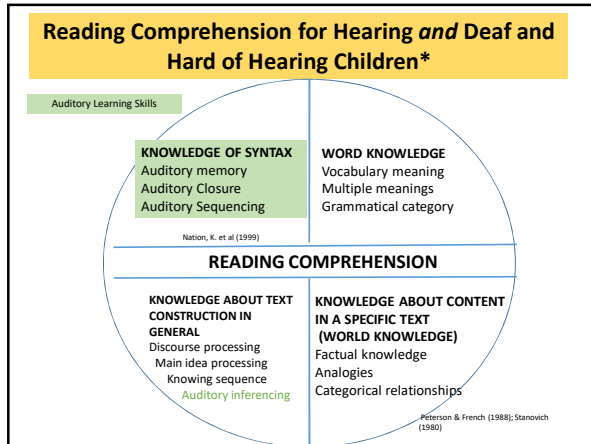 Reading Comprehension for Hearing and Deaf and
Hard of Hearing Children*
Auditory Learning Skills
KNOWLEDGE OF SYNTAX
Auditory memory
Auditory Closure
Auditory Sequencing
Nation, K. et al (1999)
WORD KNOWLEDGE
Vocabulary meaning
Multiple meanings
Grammatical category
READING COMPREHENSION
KNOWLEDGE ABOUT TEXT
CONSTRUCTION IN
GENERAL
Discourse processing
Main idea processing
Knowing sequence
Auditory inferencing
KNOWLEDGE ABOUT CONTENT
IN A SPECIFIC TEXT
(WORLD KNOWLEDGE)
Factual knowledge
Analogies
Categorical relationships
Peterson & French (1988); Stanovich
(1980)